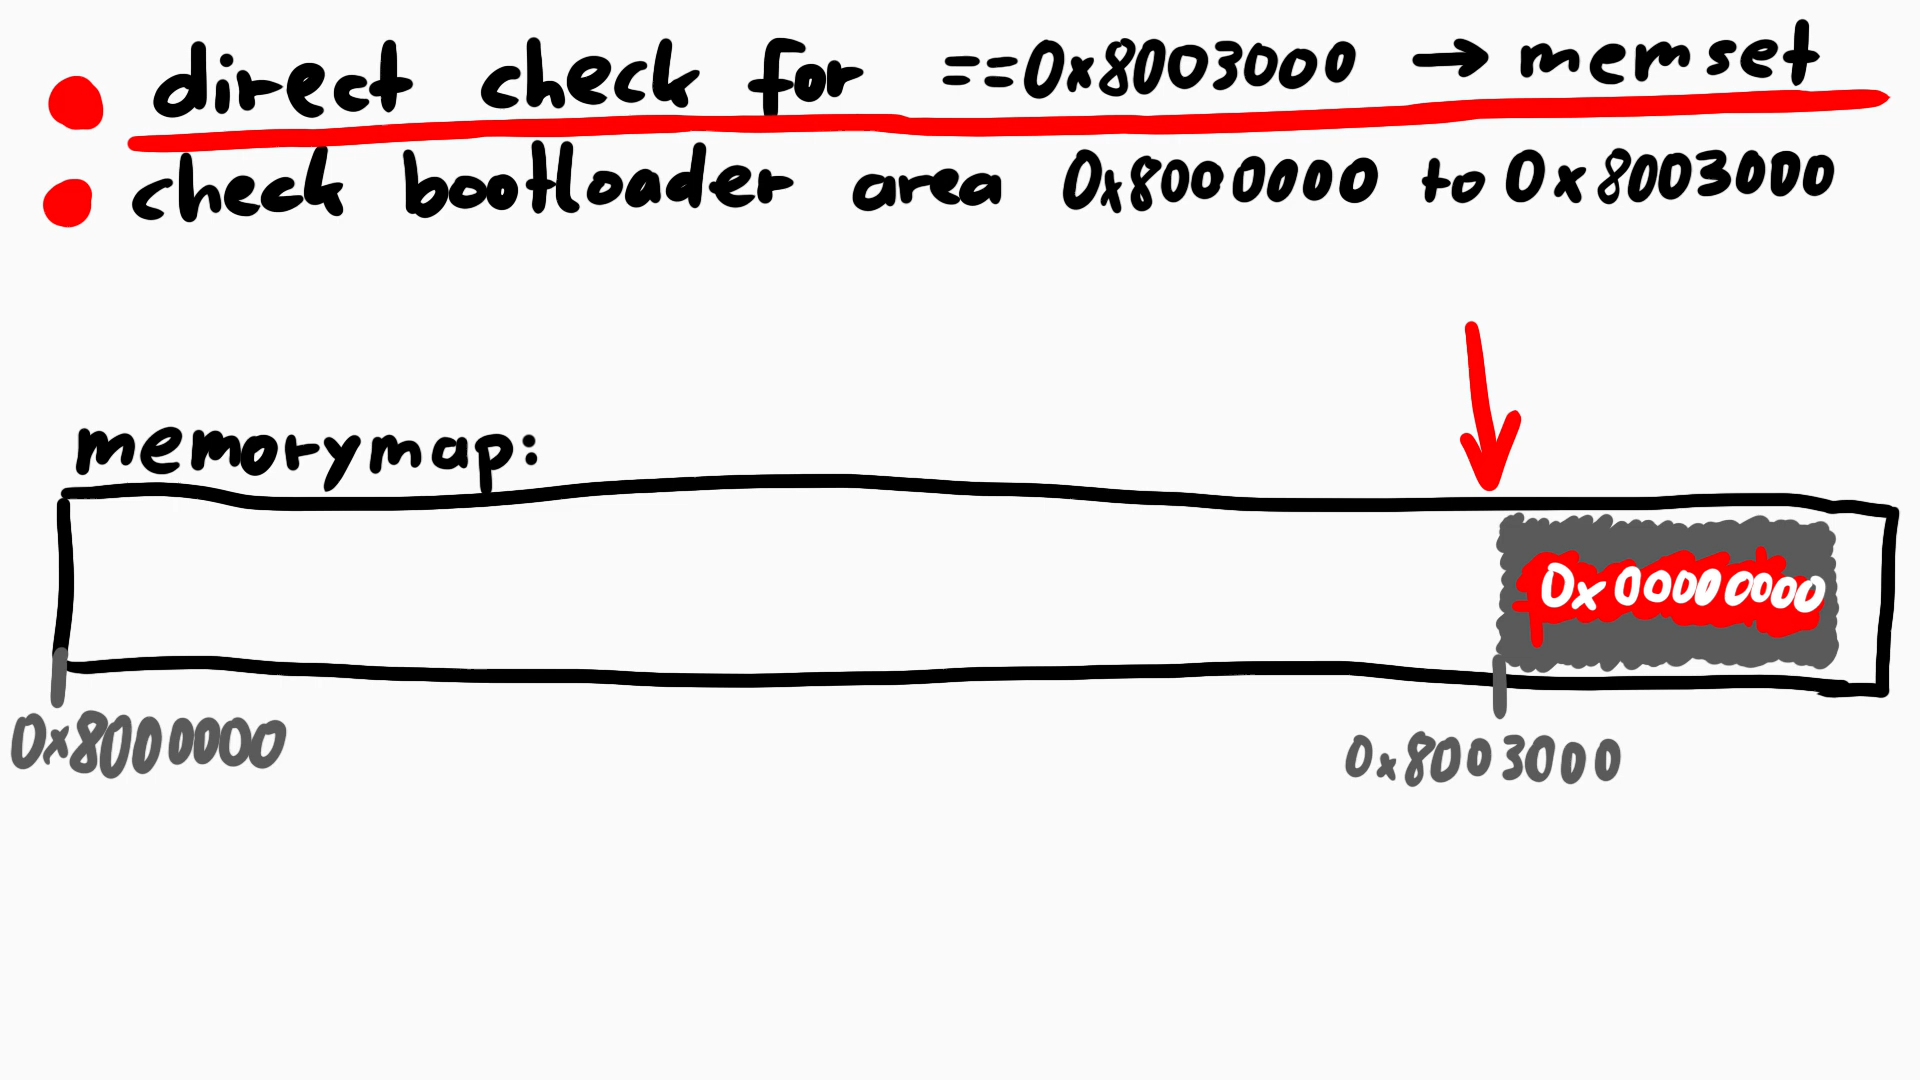 direct check for ==0x8003000 → memset
check bootloader area 0x8000000 to 0x8003000
memorymap:
0x00000000
0x8000000
0x8003000